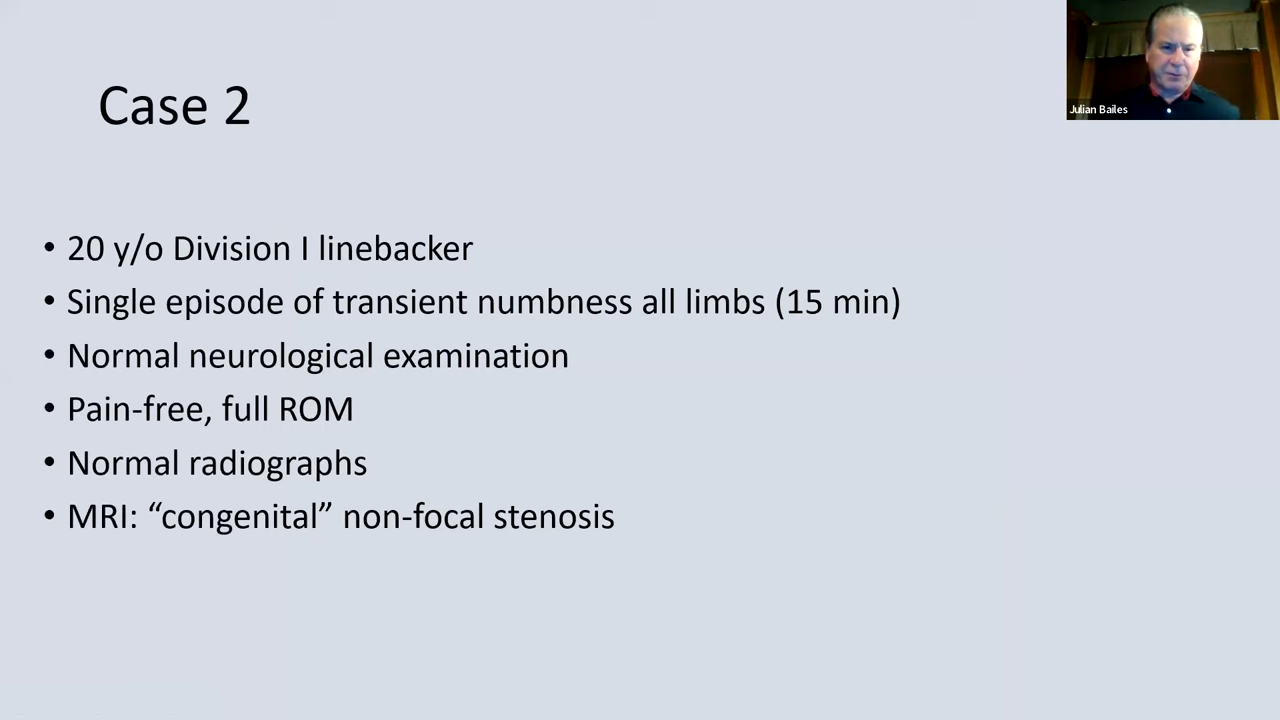 Julian Bailes
Case 2
• 20 y/o Division I linebacker
• Single episode of transient numbness all limbs (15 min)
• Normal neurological examination
• Pain-free, full ROM
• Normal radiographs
• MRI: “congenital” non-focal stenosis